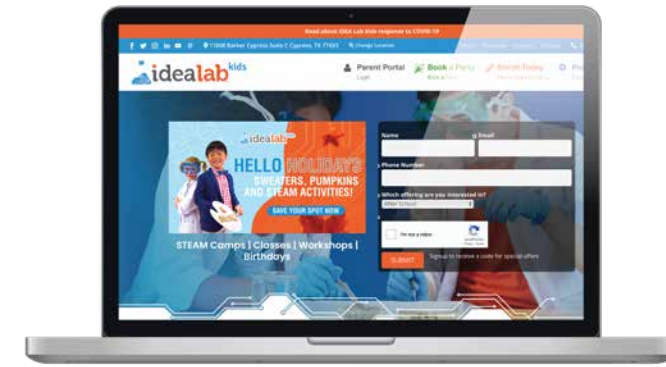 Read about IDEA Lab Kids response to COVID-19
11808 Barker Cypress Suite C Cypress, TX 77433 Change Location
idealab kids
Parent Portal
Login
Book a Party
Book a
Enroll Today
idealab
HELLO HOLIDAYS
SWEATERS, PUMPKINS
AND STEAM ACTIVITIES!
SAVE YOUR SPOT NOW
STEAM Camps | Classes | Workshops |
Birthdays
Name
Email
Phone Number
Which offering are you interested in?
After School
I'm not a robot
SUBMIT
Signup to receive a code for special offers